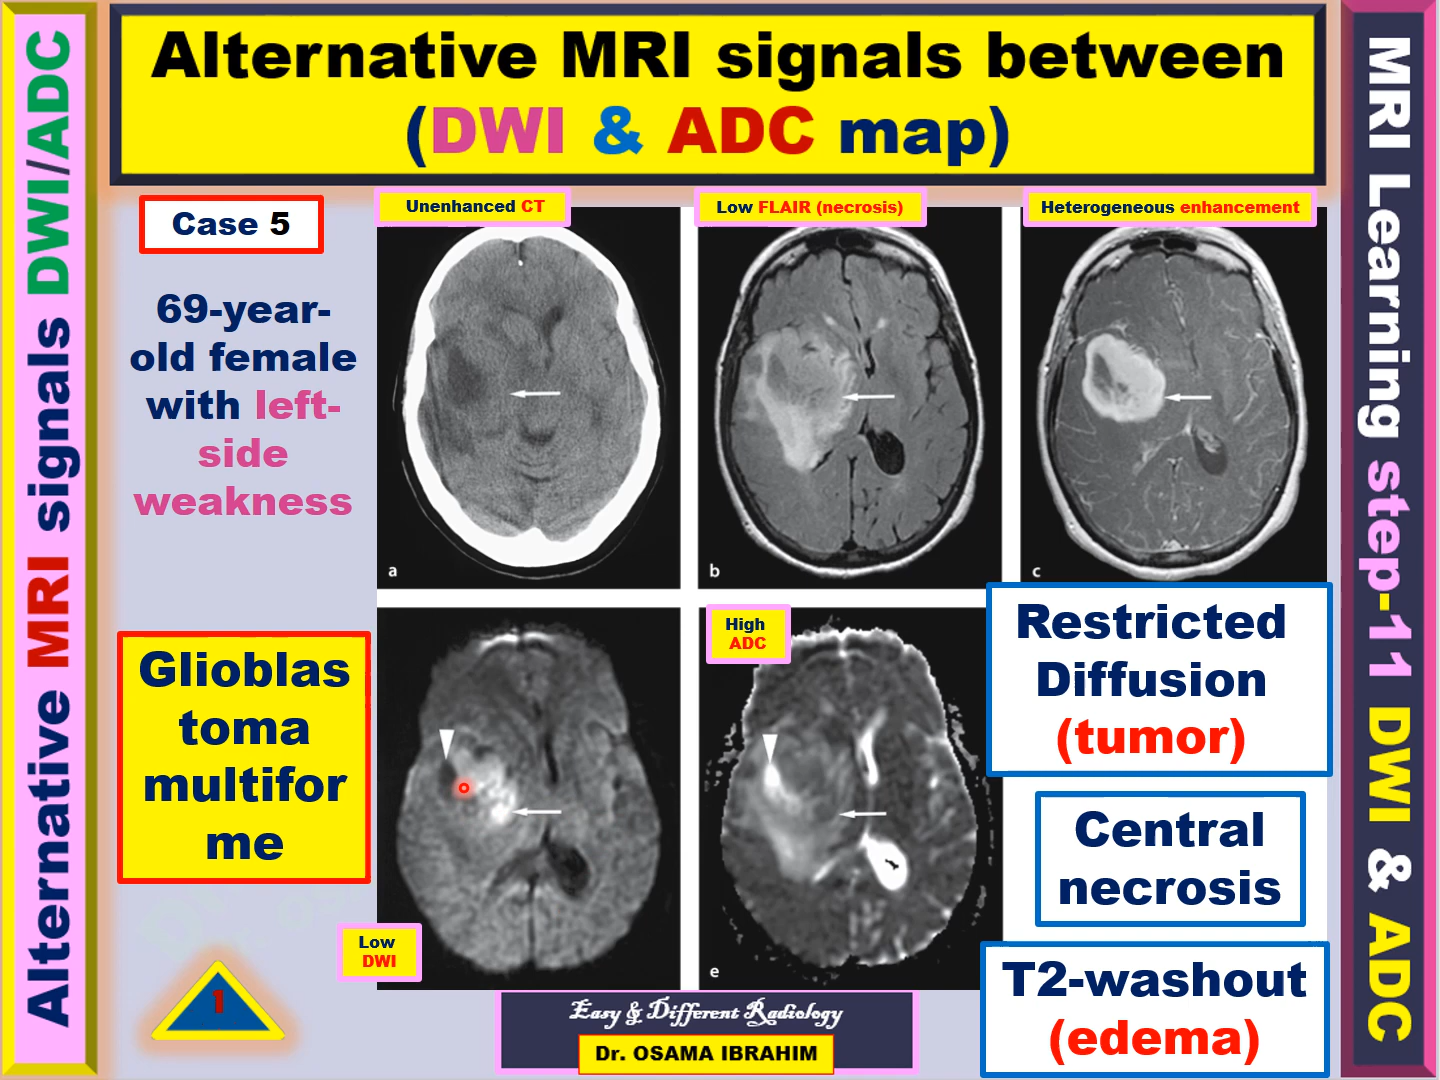 Alternative MRI signals DWI/ADC
Alternative MRI signals between
(DWI & ADC map)
MRI Learning step-11 DWI & ADC
Case 5
69-year-
old female
with left-
side
weakness
Unenhanced CT
Low FLAIR (necrosis)
Heterogeneous enhancement
a
b
c
Glioblas
toma
multifor
me
High
ADC
Low
DWI
e
Restricted
Diffusion
(tumor)
Central
necrosis
T2-washout
(edema)
1
Easy & Different Radiology
Dr. OSAMA IBRAHIM